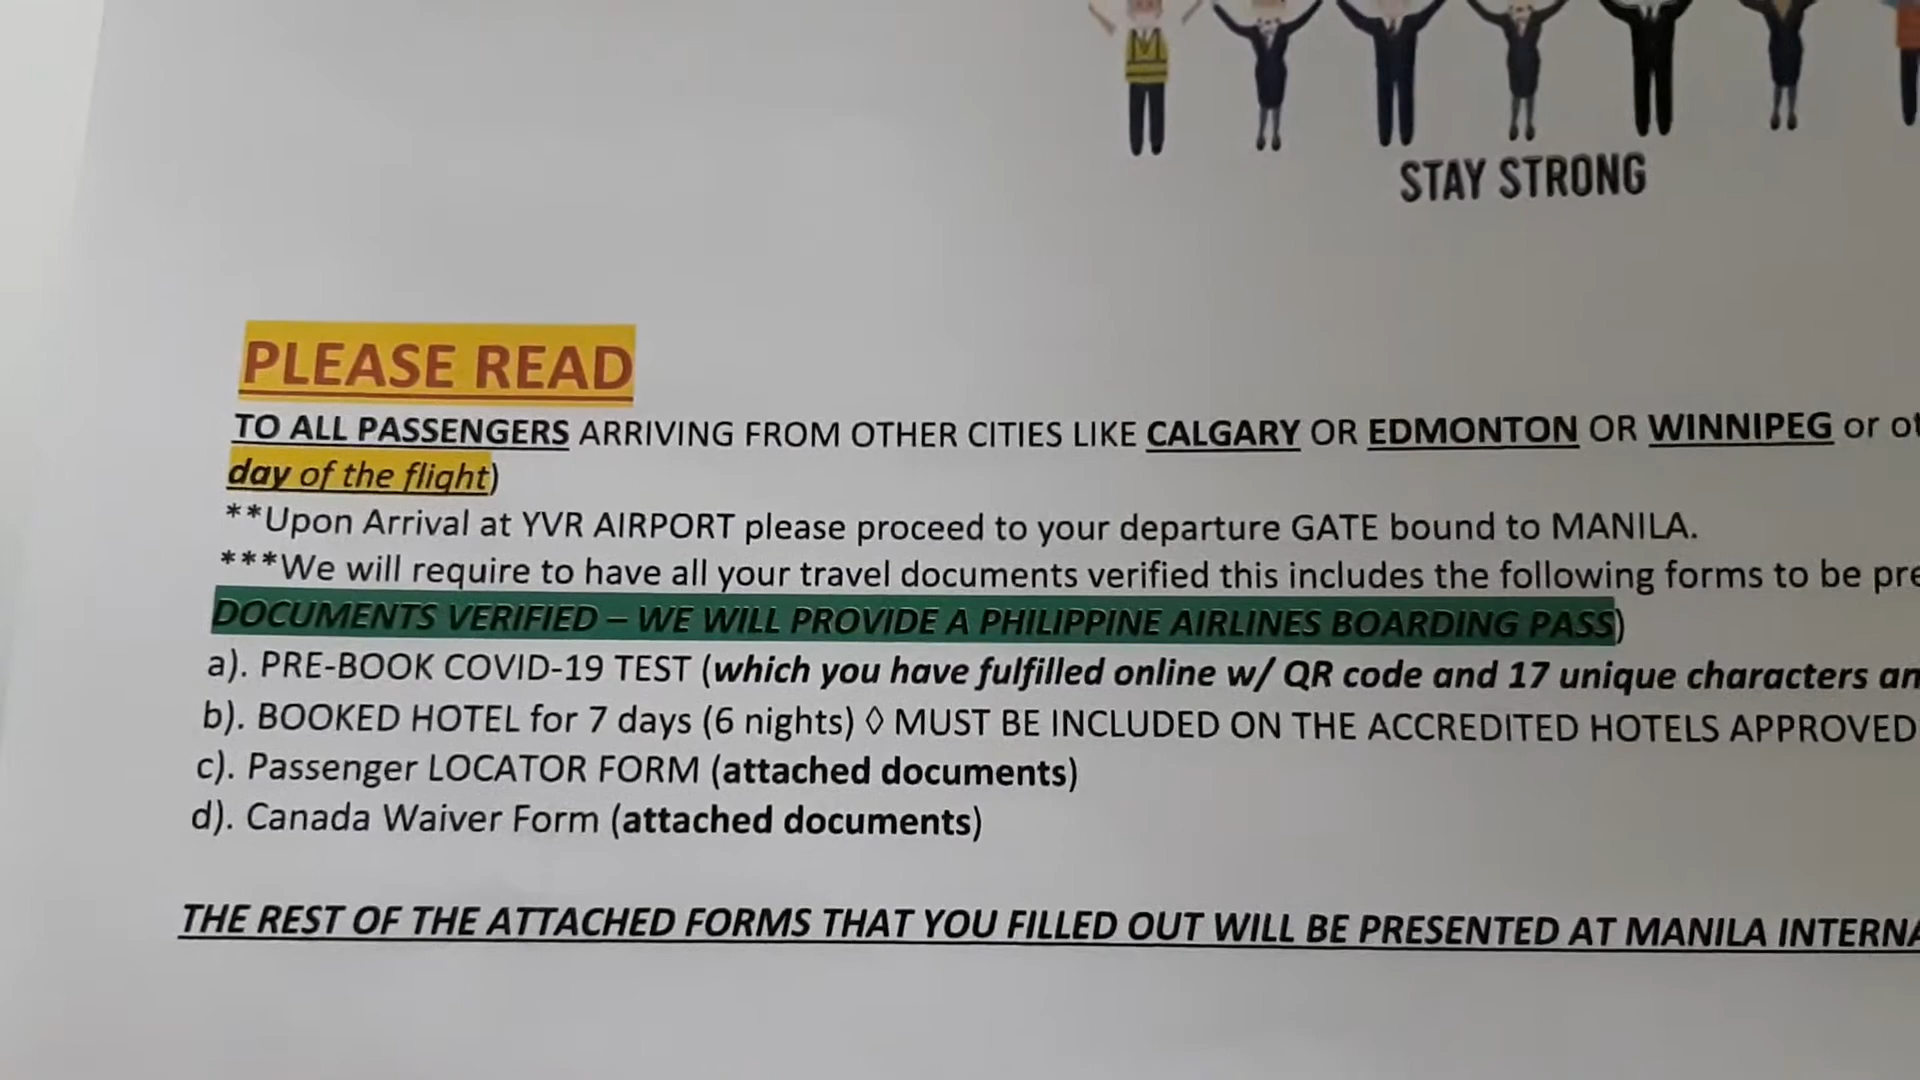 STAY STRONG
PLEASE READ
TO ALL PASSENGERS ARRIVING FROM OTHER CITIES LIKE CALGARY OR EDMONTON OR WINNIPEG or
day of the flight)
**Upon Arrival at YVR AIRPORT please proceed to your departure GATE bound to MANILA.
***We will require to have all your travel documents verified this includes the following forms to be
DOCUMENTS VERIFIED – WE WILL PROVIDE A PHILIPPINE AIRLINES BOARDING PASS)
a). PRE-BOOK COVID-19 TEST (which you have fulfilled online w/ QR code and 17 unique characters
b). BOOKED HOTEL for 7 days (6 nights) ◊ MUST BE INCLUDED ON THE ACCREDITED HOTELS APPROVED
c). Passenger LOCATOR FORM (attached documents)
d). Canada Waiver Form (attached documents)
THE REST OF THE ATTACHED FORMS THAT YOU FILLED OUT WILL BE PRESENTED AT MANILA